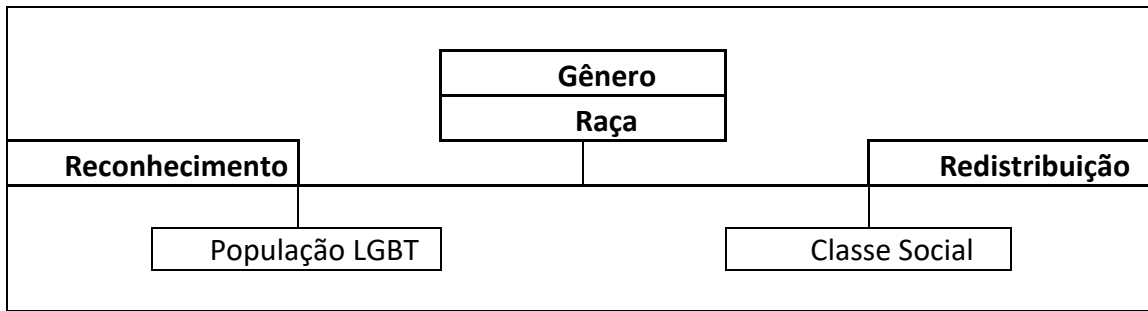 Gênero
Raça
Reconhecimento
Redistribuição
População LGBT
Classe Social